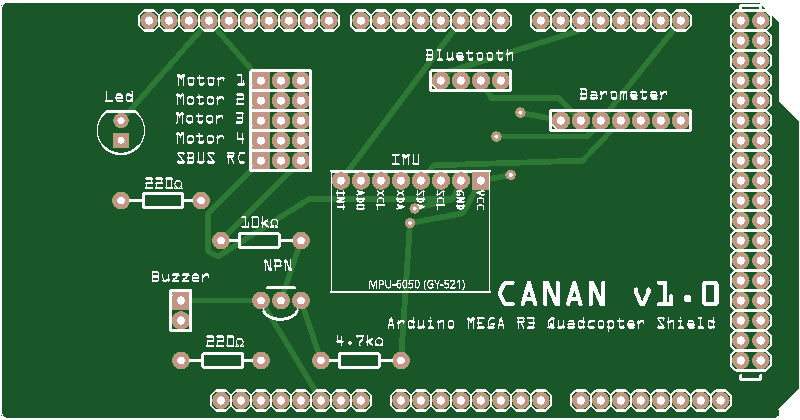 Bluetooth
Led
Motor 1
Motor 2
Motor 3
Motor 4
SBUS RC
Barometer
IMU
INT
ADO
XCL
XDA
SDA
SCL
GND
VCC
220Ω
10kΩ
NPN
Buzzer
MPU-6050 (GY-521)
CANAN v1.0
Arduino MEGA R3 Quadcopter Shield
220Ω
4.7kΩ